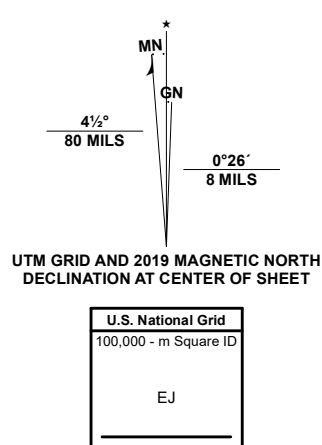 ★
MN
GN
4½°
80 MILS
0°26´
8 MILS
UTM GRID AND 2019 MAGNETIC NORTH
DECLINATION AT CENTER OF SHEET
U.S. National Grid
100,000 - m Square ID
EJ